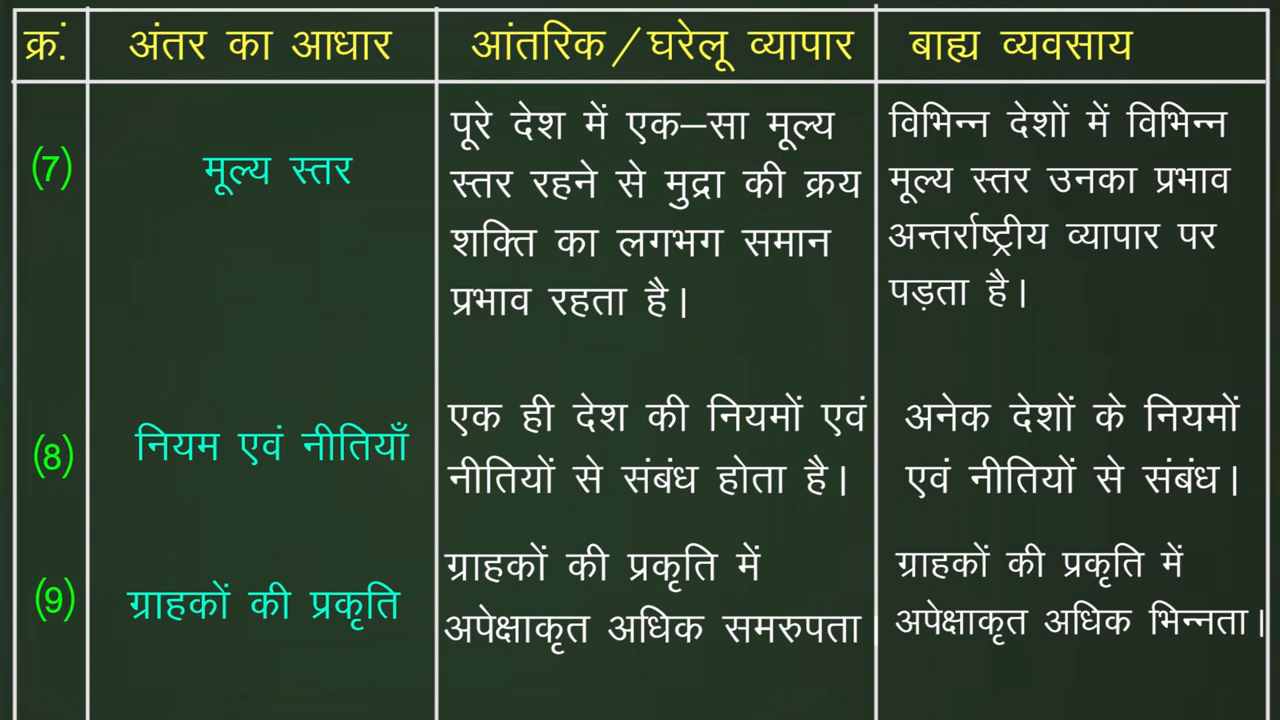 क्रं. अंतर का आधार आंतरिक / घरेलू व्यापार बाह्य व्यवसाय
(7) मूल्य स्तर
पूरे देश में एक–सा मूल्य
स्तर रहने से मुद्रा की क्रय
शक्ति का लगभग समान
प्रभाव रहता है।
विभिन्न देशों में विभिन्न
मूल्य स्तर उनका प्रभाव
अन्तर्राष्ट्रीय व्यापार पर
पड़ता है।
(8) नियम एवं नीतियाँ
एक ही देश की नियमों एवं
नीतियों से संबंध होता है।
अनेक देशों के नियमों
एवं नीतियों से संबंध।
(9) ग्राहकों की प्रकृति
ग्राहकों की प्रकृति में
अपेक्षाकृत अधिक समरुपता
ग्राहकों की प्रकृति में
अपेक्षाकृत अधिक भिन्नता।